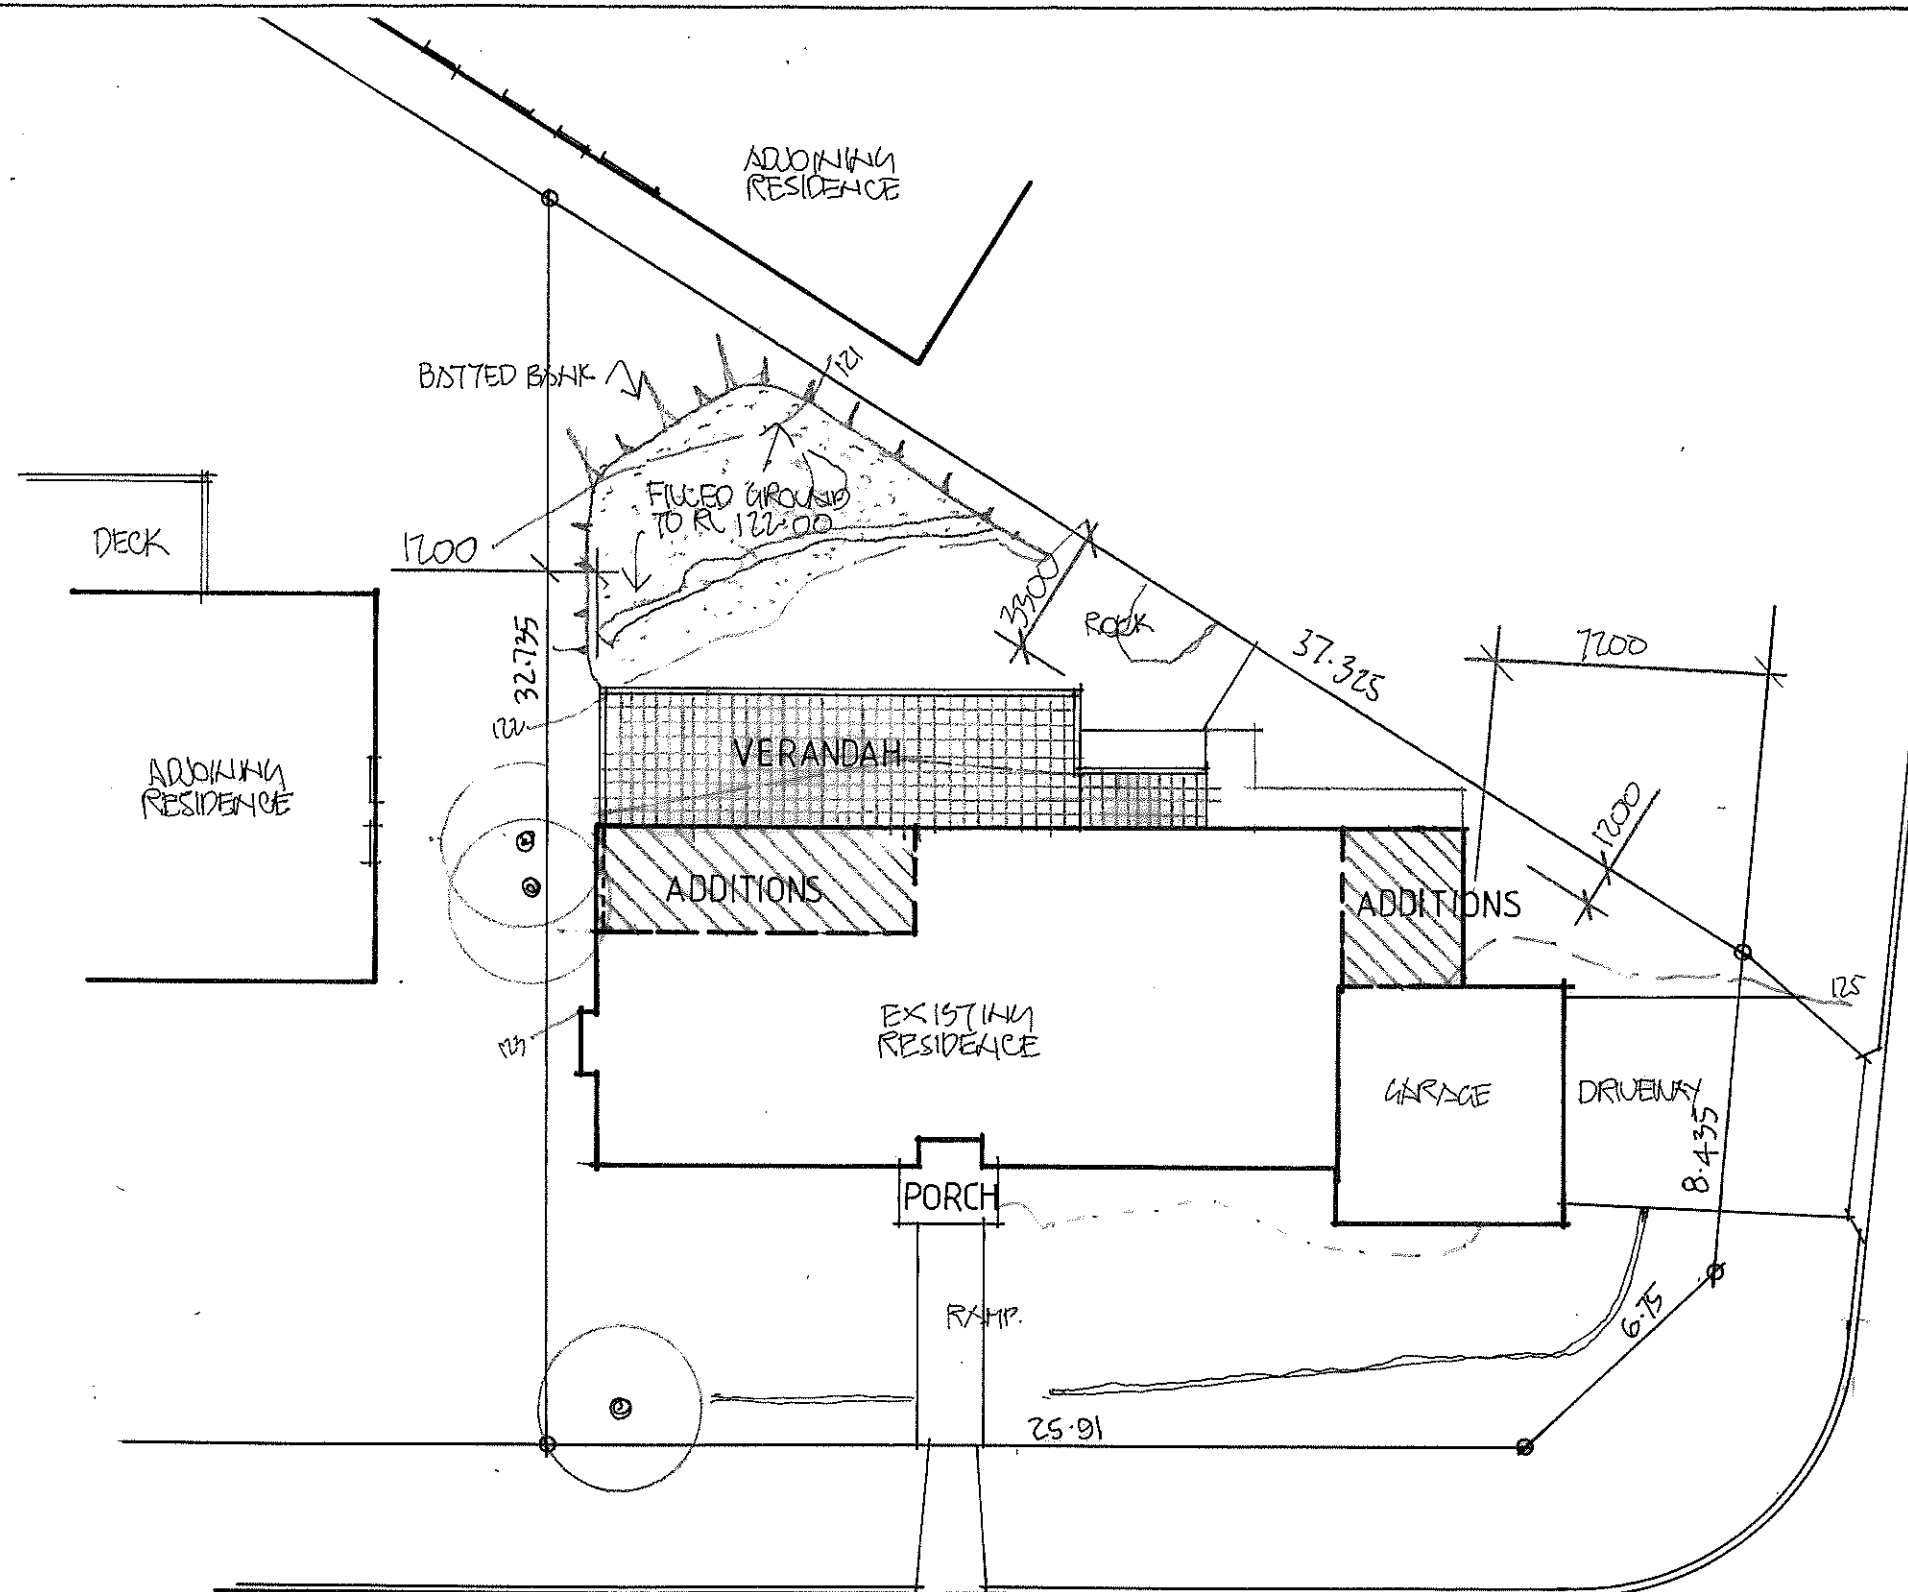 ADJOINING
RESIDENCE
BATTED BANK
121
FILLED GROUND
TO RL 122.00
DECK
1200
3300
ROCK
32.735
37.325
7200
122
VERANDAH
ADJOINING
RESIDENCE
1200
ADDITIONS
ADDITIONS
125
123
EXISTING
RESIDENCE
GARAGE
DRIVEWAY
8.435
PORCH
RAMP.
6.75
25.91